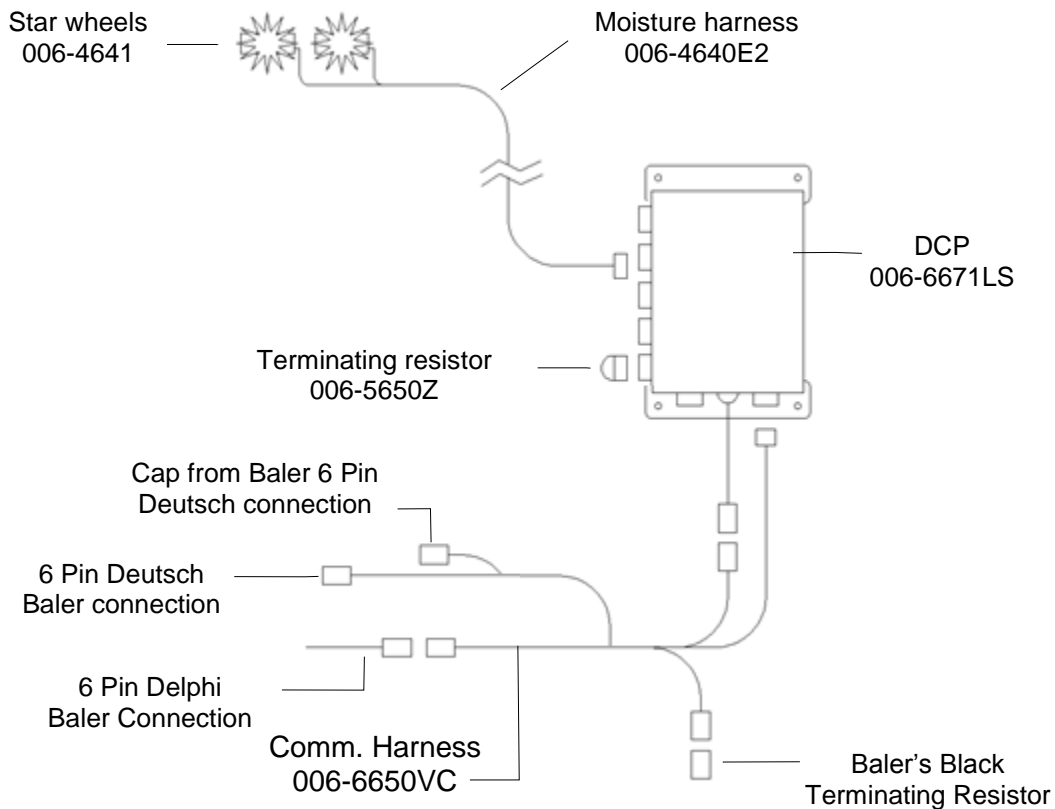 Star wheels
006-4641
Moisture harness
006-4640E2
DCP
006-6671LS
Terminating resistor
006-5650Z
Cap from Baler 6 Pin
Deutsch connection
6 Pin Deutsch
Baler connection
6 Pin Delphi
Baler Connection
Comm. Harness
006-6650VC
Baler's Black
Terminating Resistor